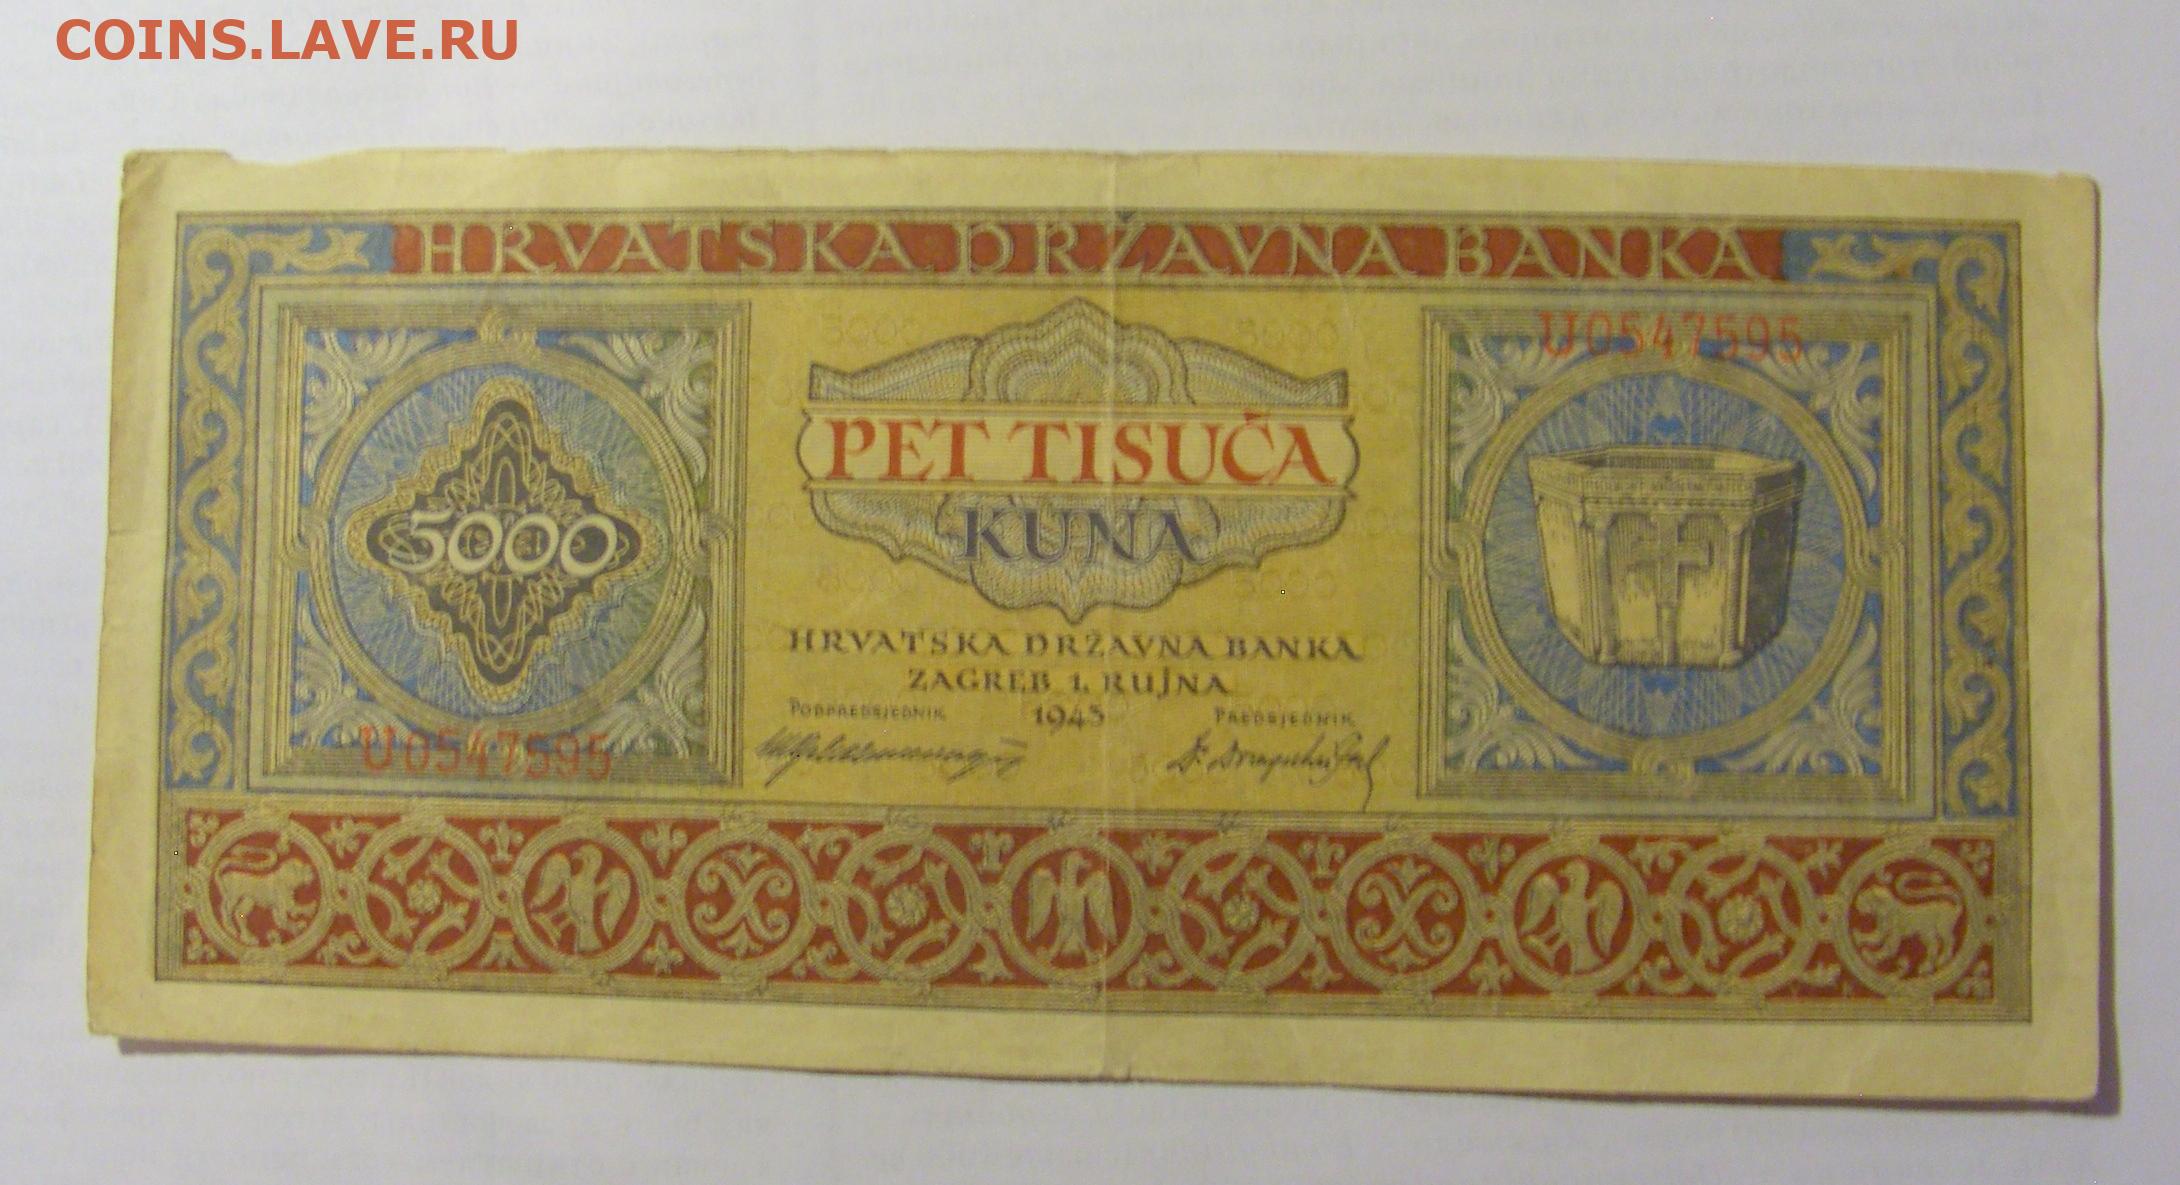 COINS.LAVE.RU
HRVATSKA DRŽAVNA BANKA
U0547595
5000
PET TISUĆA
KUNA
5000
HRVATSKA DRŽAVNA BANKA
ZAGREB 1. RUJNA
1943
PODPREDSJEDNIK PREDSJEDNIK
U0547595